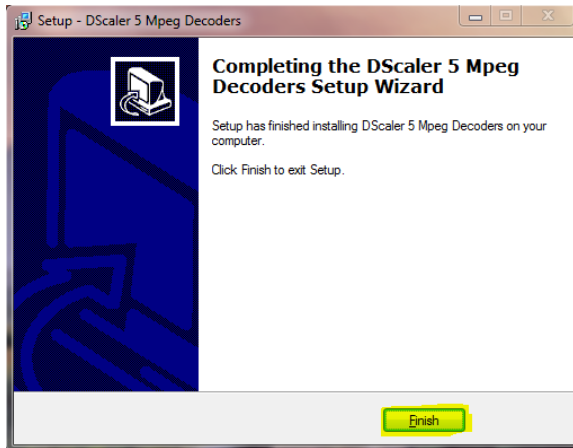 Setup - DScaler 5 Mpeg Decoders
Completing the DScaler 5 Mpeg
Decoders Setup Wizard
Setup has finished installing DScaler 5 Mpeg Decoders on your
computer.
Click Finish to exit Setup.
Finish